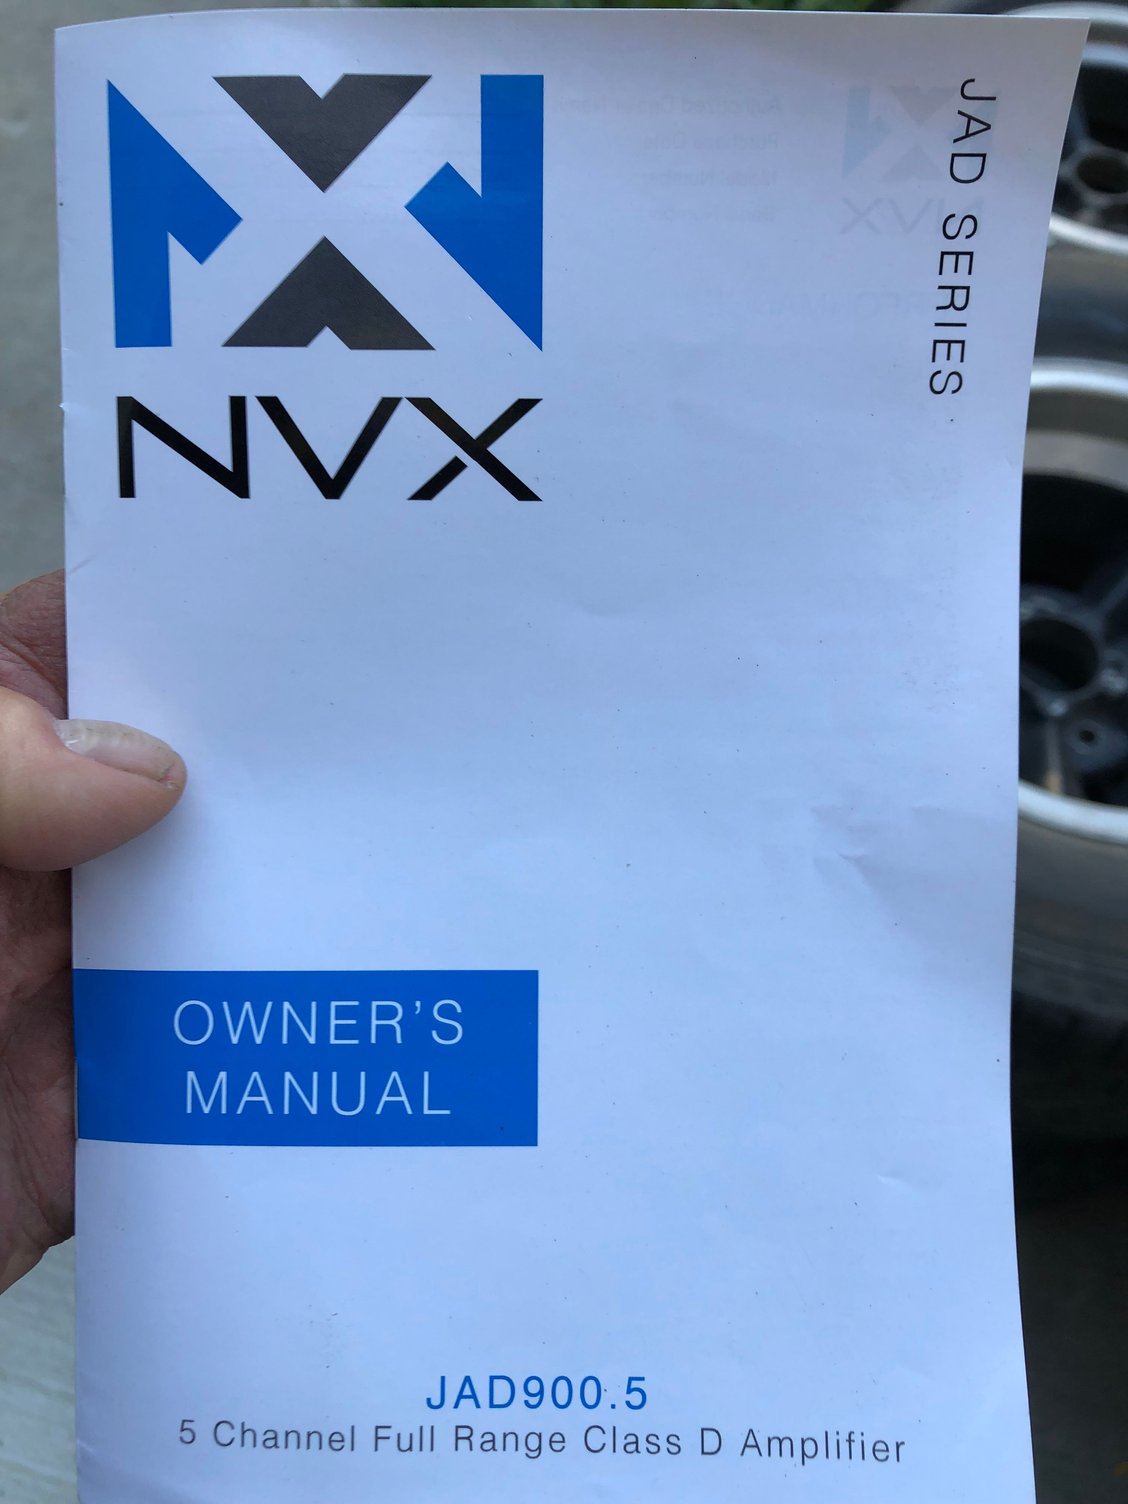 NVX
JAD SERIES
OWNER'S
MANUAL
JAD900.5
5 Channel Full Range Class D Amplifier